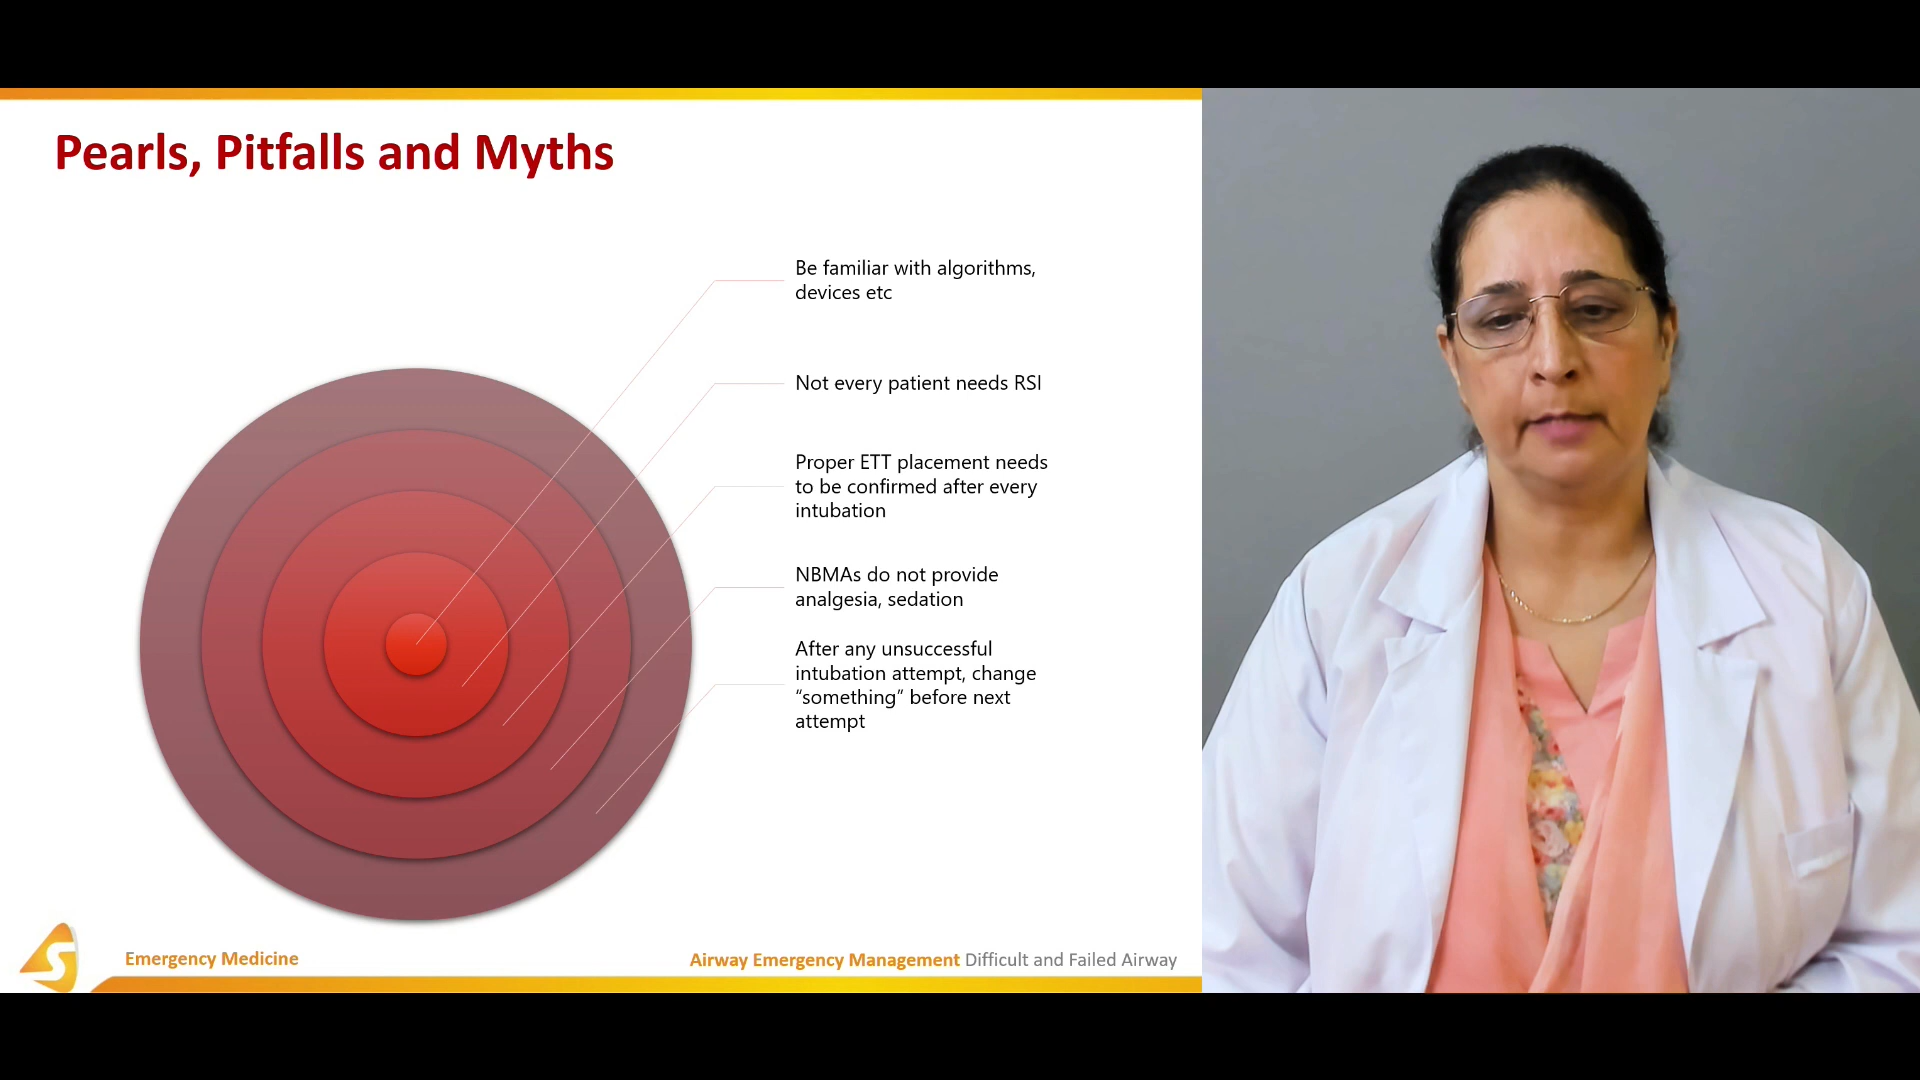 Pearls, Pitfalls and Myths
Be familiar with algorithms,
devices etc
Not every patient needs RSI
Proper ETT placement needs
to be confirmed after every
intubation
NBMAs do not provide
analgesia, sedation
After any unsuccessful
intubation attempt, change
“something” before next
attempt
Emergency Medicine
Airway Emergency Management Difficult and Failed Airway